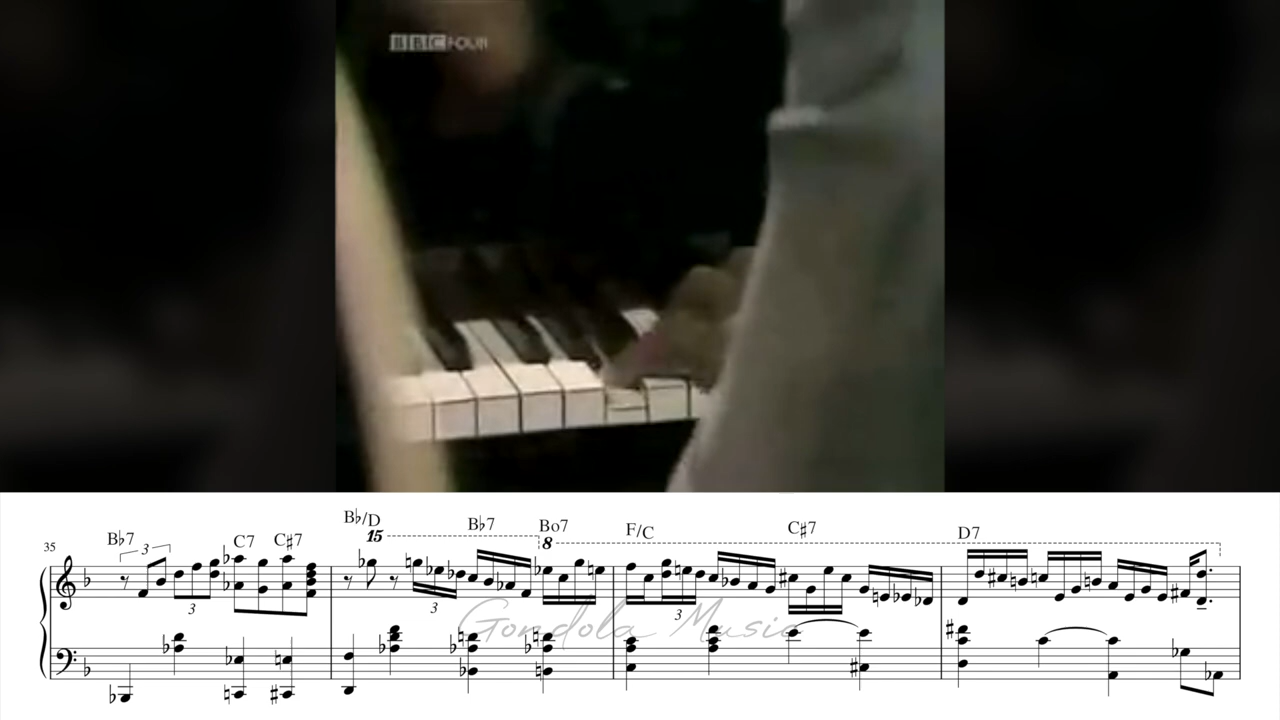 BBC FOUR
35 B♭7 3 3 C7 C♯7 B♭/D 15 3 B♭7 Bo7 8 F/C 3 C♯7 D7
Gondola Music